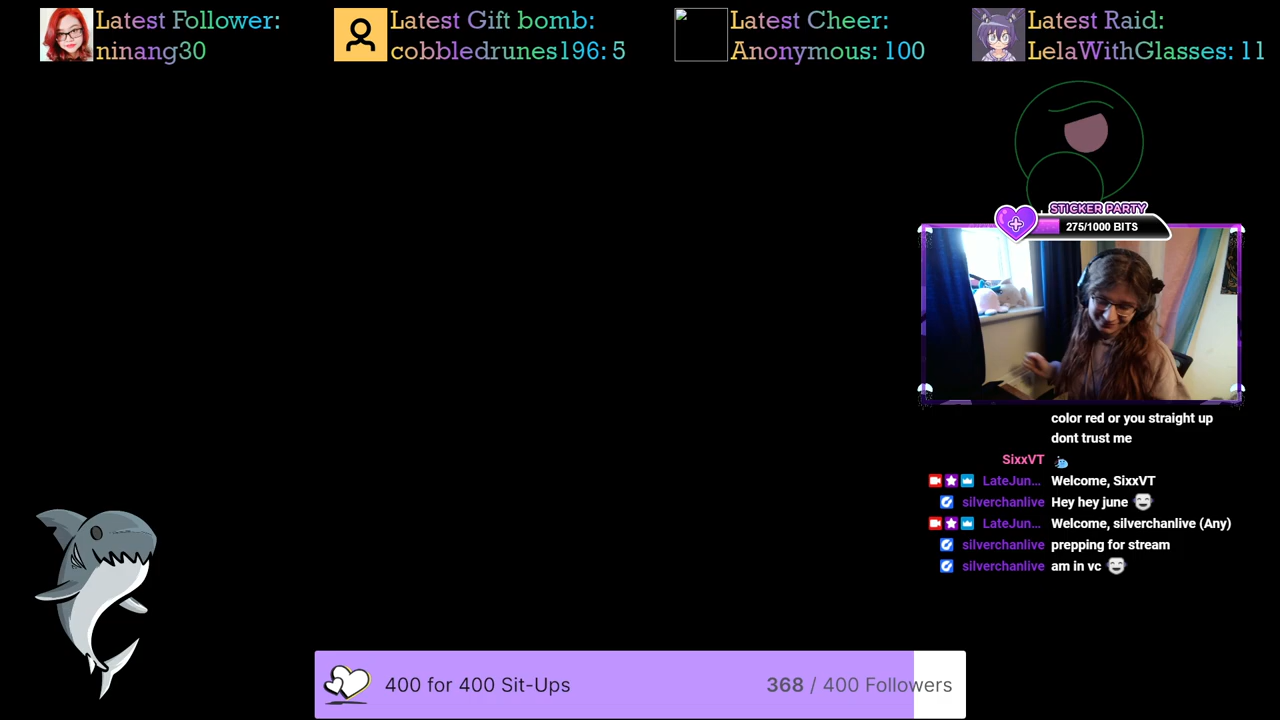 Latest Follower:
ninang30
Latest Gift bomb:
cobbledrunes196: 5
Latest Cheer:
Anonymous: 100
Latest Raid:
LelaWithGlasses: 11
STICKER PARTY
275/1000 BITS
color red or you straight up
dont trust me
SixxVT
LateJun... Welcome, SixxVT
silverchanlive Hey hey june
LateJun... Welcome, silverchanlive (Any)
silverchanlive prepping for stream
silverchanlive am in vc
400 for 400 Sit-Ups 368 / 400 Followers